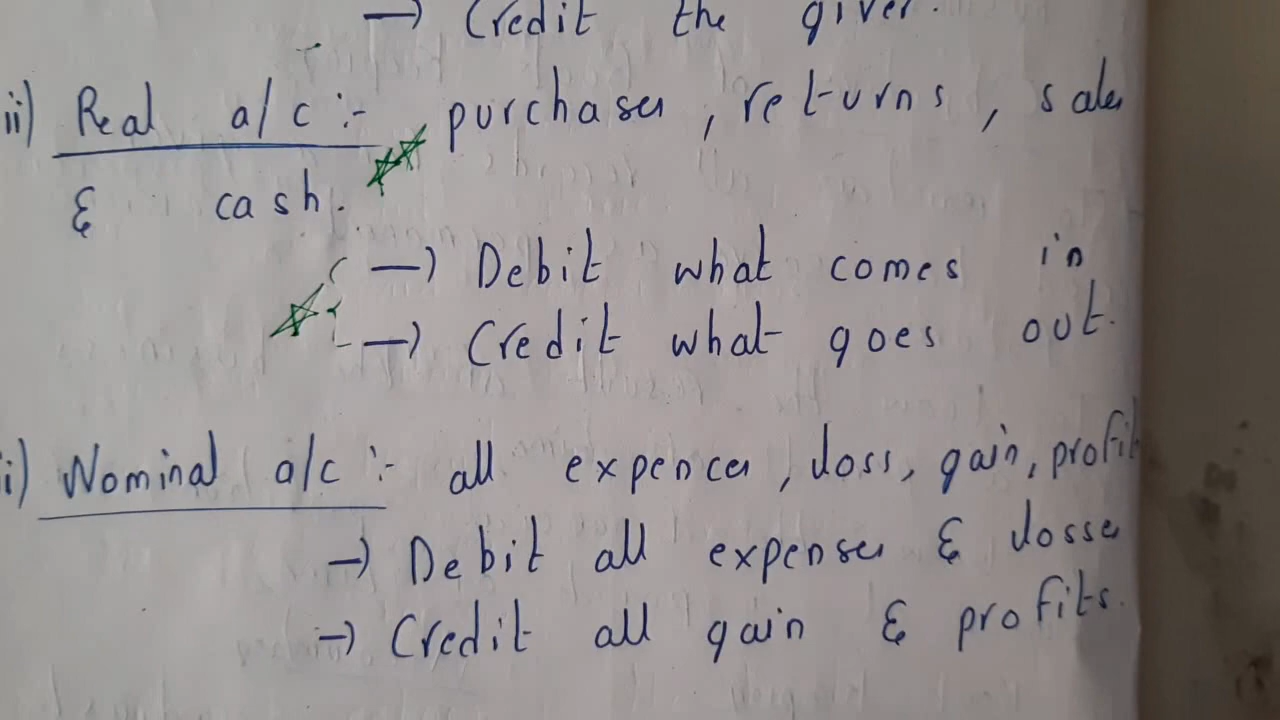 → Credit the giver.
ii) Real a/c :- purchases, returns, sales
& cash.
→ Debit what comes in
→ Credit what goes out.
i) Nominal a/c :- all expences, loss, gain, profit
→ Debit all expenses & losses
→ Credit all gain & profits.